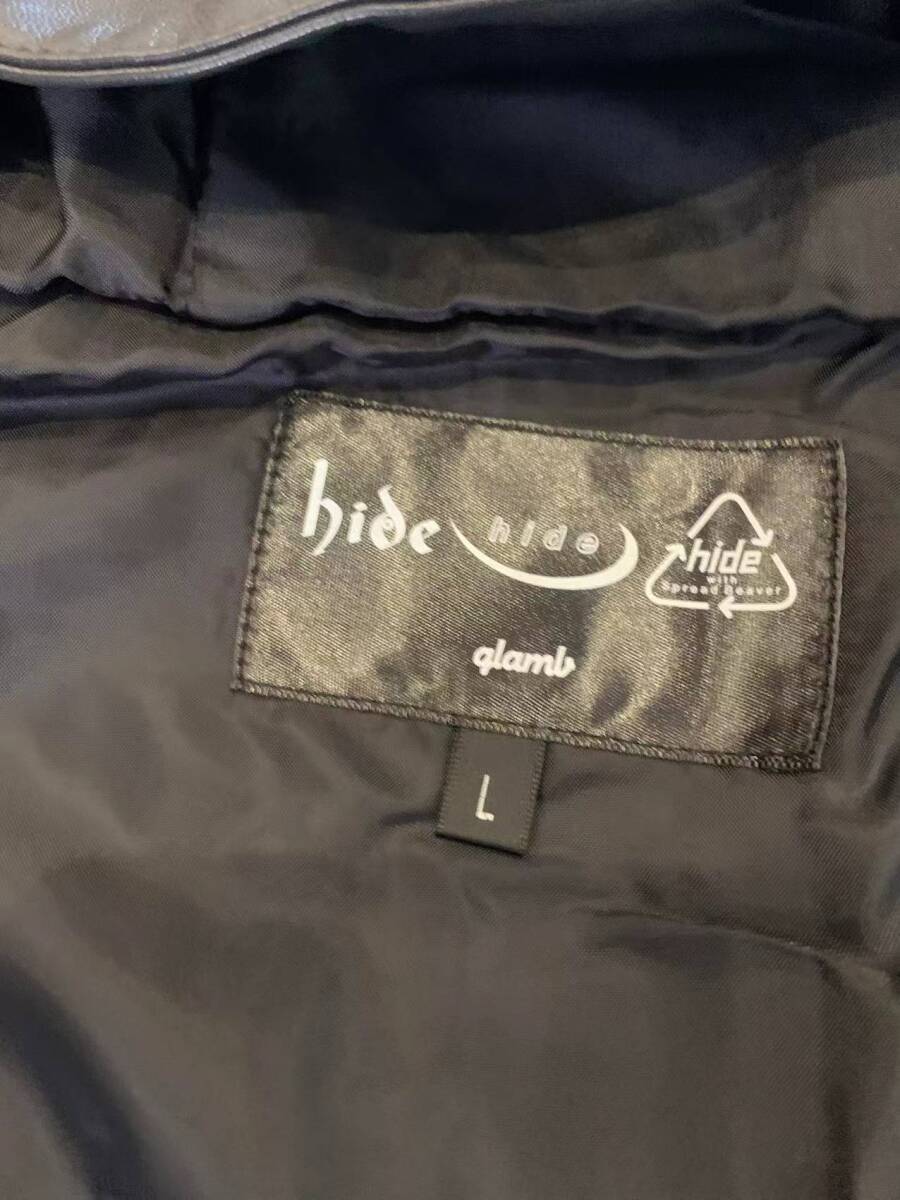 hide
hide
hide
with
Spread Beaver
glamb
L